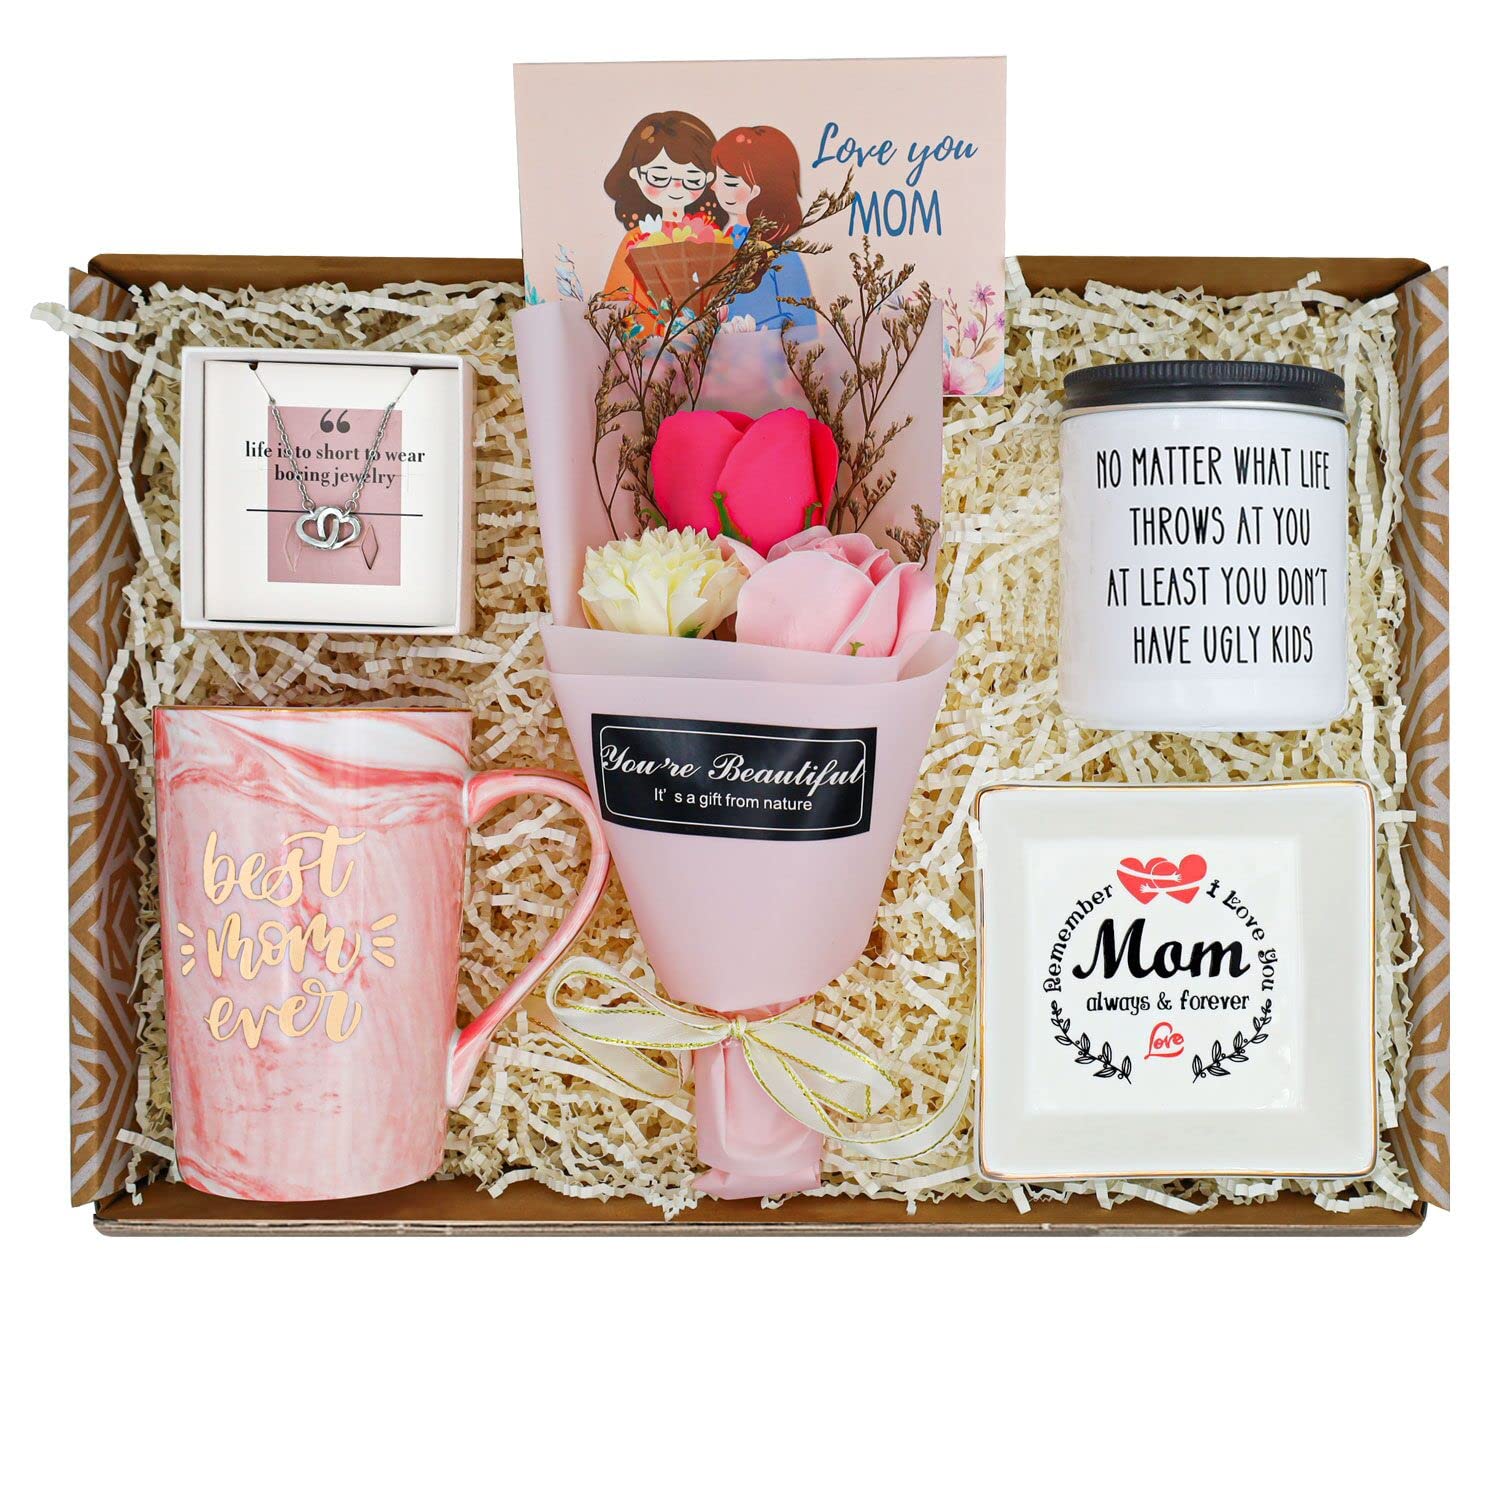 Love you
MOM
“
life is to short to wear
boring jewelry
NO MATTER WHAT LIFE
THROWS AT YOU
AT LEAST YOU DON'T
HAVE UGLY KIDS
You're Beautiful
It's a gift from nature
best
mom
ever
Remember I Love You
Mom
always & forever
Love